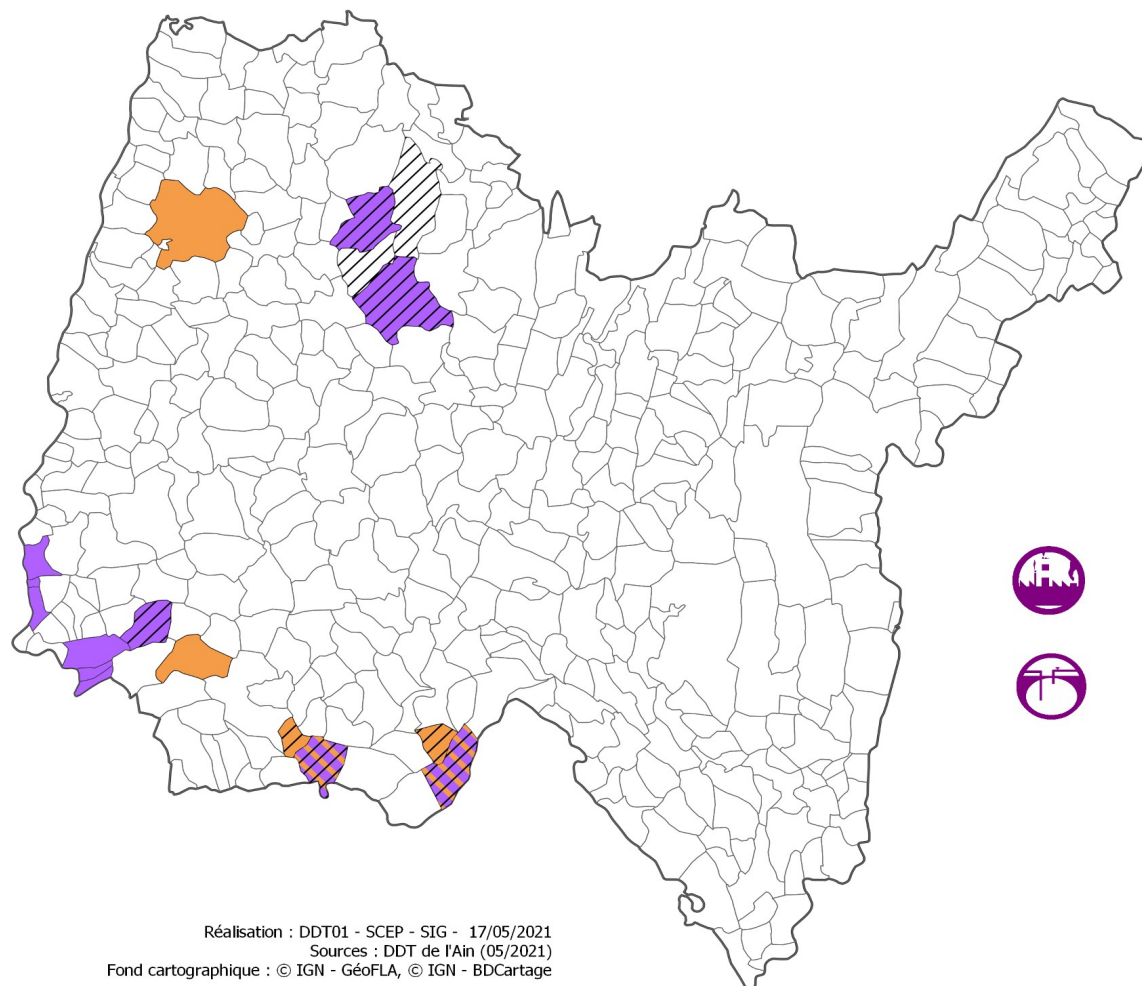 Réalisation : DDT01 - SCEP - SIG - 17/05/2021
Sources : DDT de l'Ain (05/2021)
Fond cartographique : © IGN - GéoFLA, © IGN - BDCartage